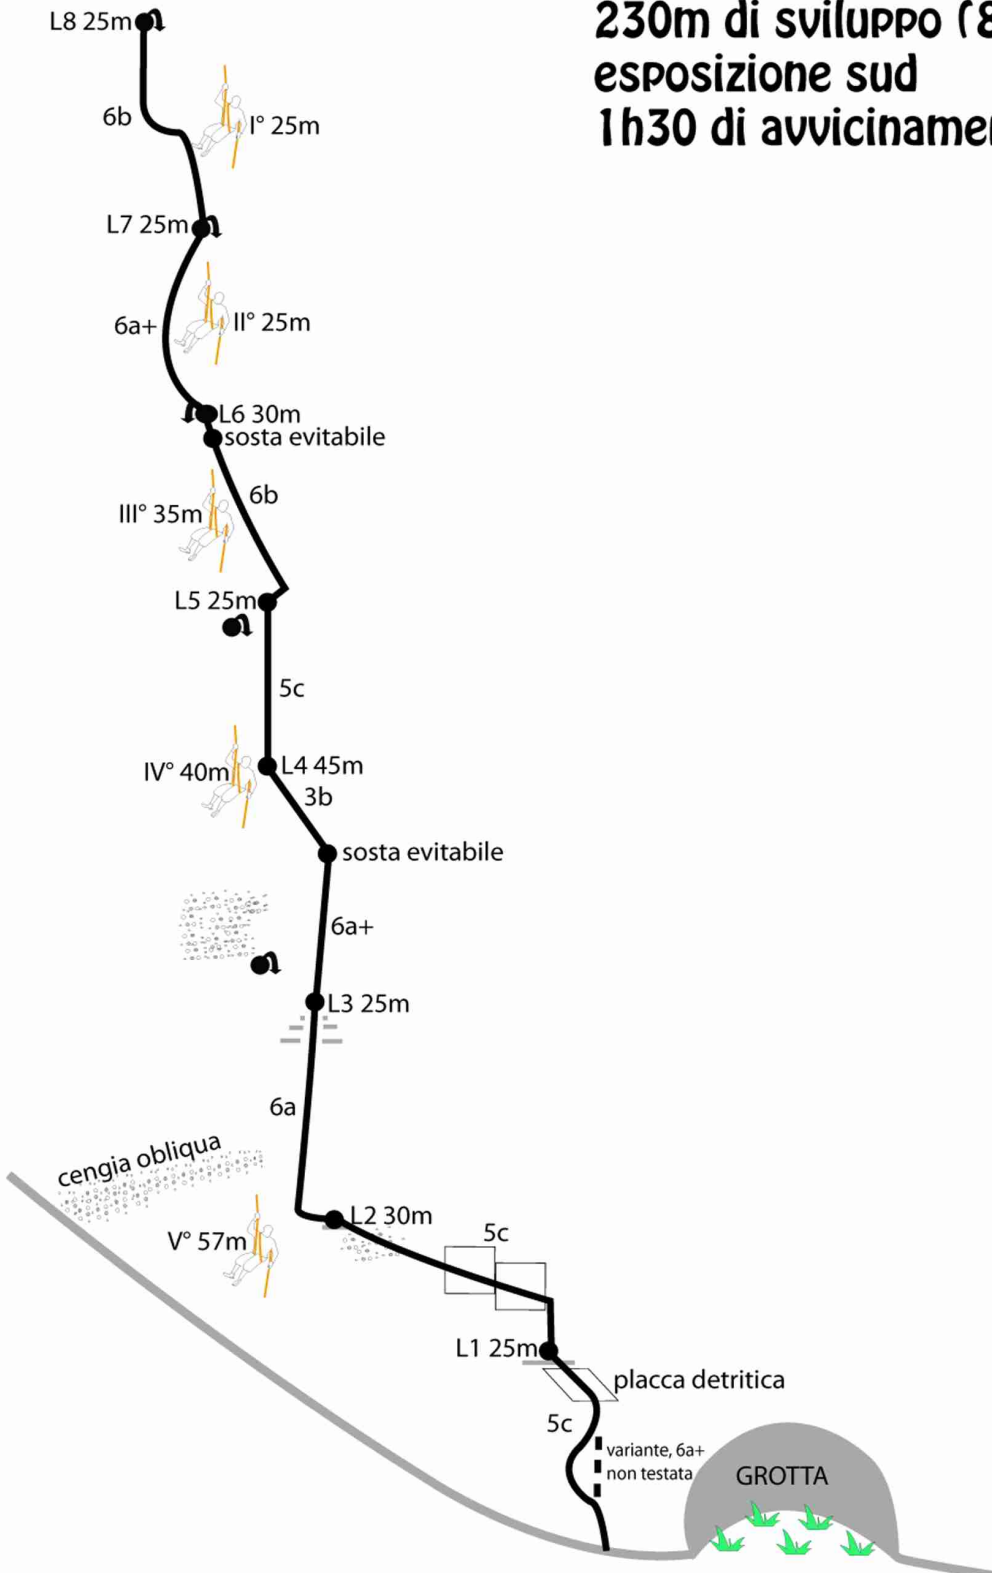 230m di sviluppo (8
esposizione sud
1h30 di avviciname
L8 25m
6b
I° 25m
L7 25m
6a+
II° 25m
L6 30m
sosta evitabile
6b
III° 35m
L5 25m
5c
IV° 40m
L4 45m
3b
sosta evitabile
6a+
L3 25m
6a
cengia obliqua
L2 30m
V° 57m
5c
L1 25m
placca detritica
5c
variante, 6a+
non testata
GROTTA